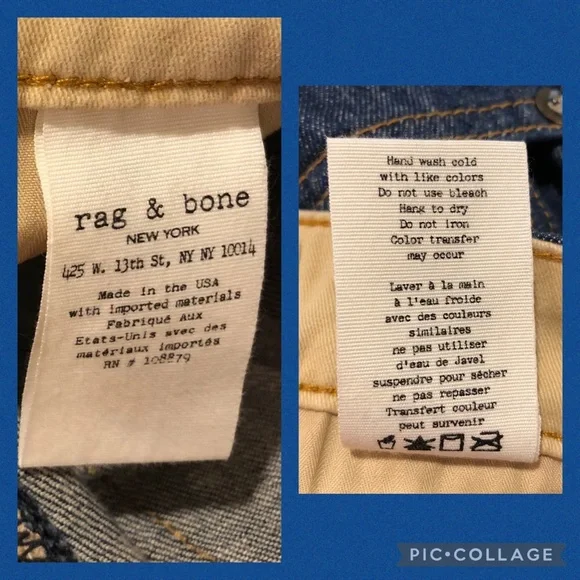 rag & bone
NEW YORK
425 W. 13th St, NY NY 10014
Made in the USA
with imported materials
Fabriqué aux
Etats-Unis avec des
matériaux importés
RN # 108879
Hand wash cold
with like colors
Do not use bleach
Hang to dry
Do not iron
Color transfer
may occur
Laver à la main
à l'eau froide
avec des couleurs
similaires
ne pas utiliser
d'eau de Javel
suspendre pour sécher
ne pas repasser
Transfert couleur
peut survenir
PIC•COLLAGE